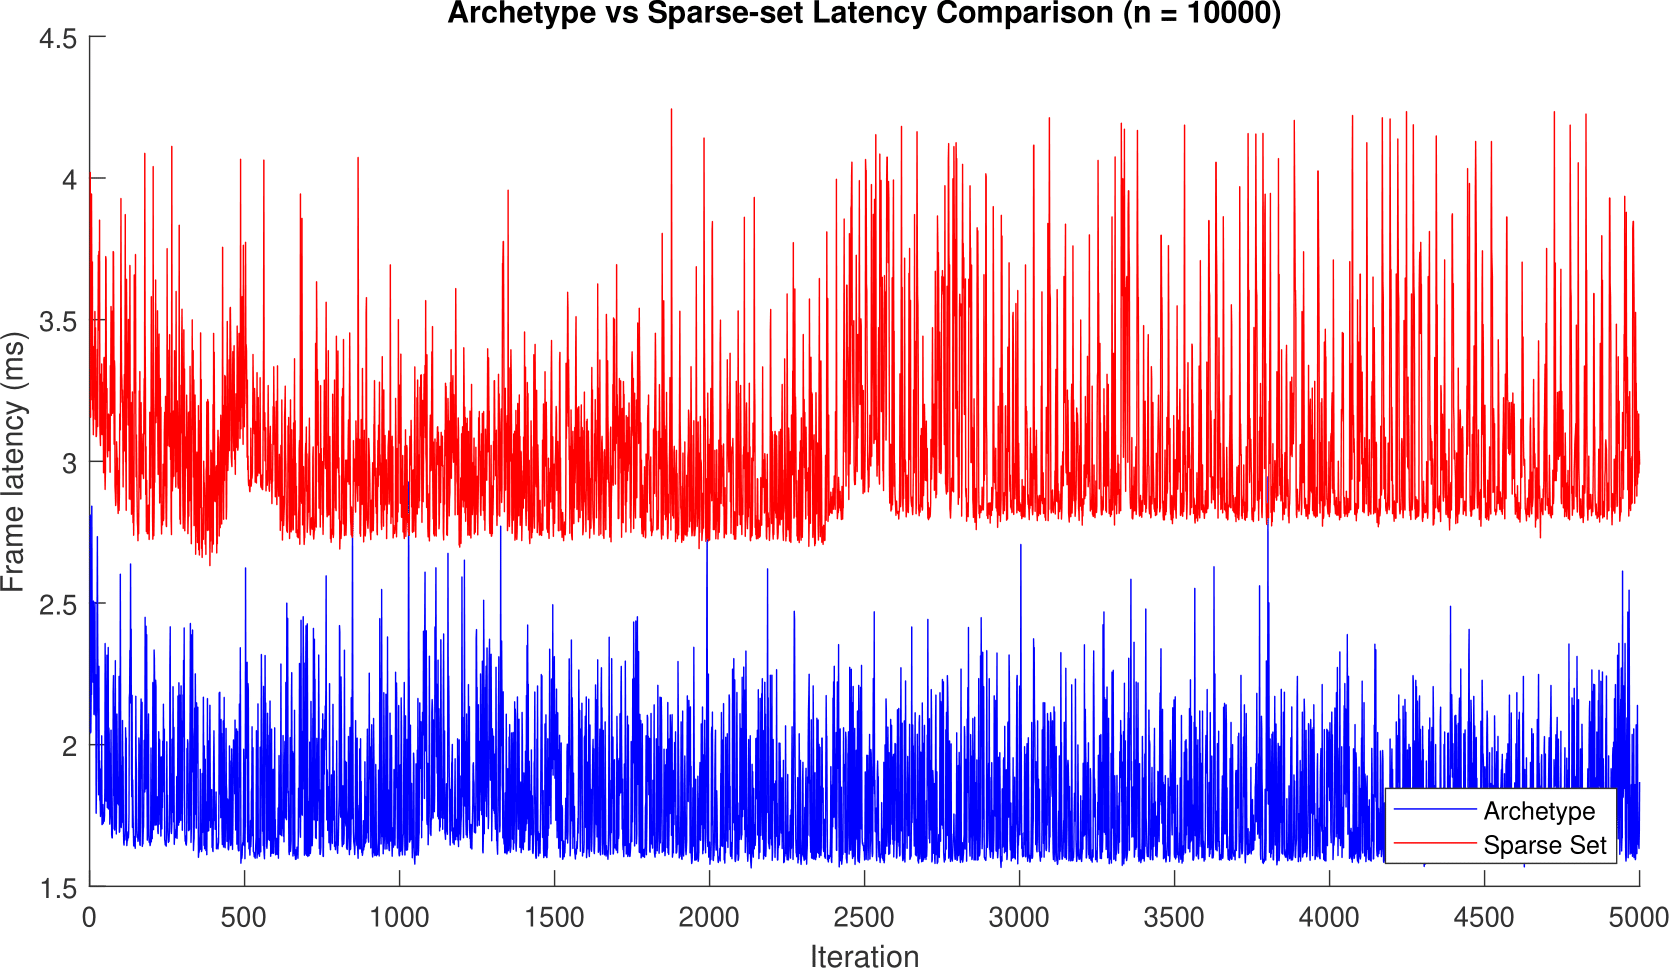 Archetype vs Sparse-set Latency Comparison (n = 10000)
4.5
4
3.5
3
2.5
2
1.5
Frame latency (ms)
0 500 1000 1500 2000 2500 3000 3500 4000 4500 5000
Iteration
Archetype
Sparse Set